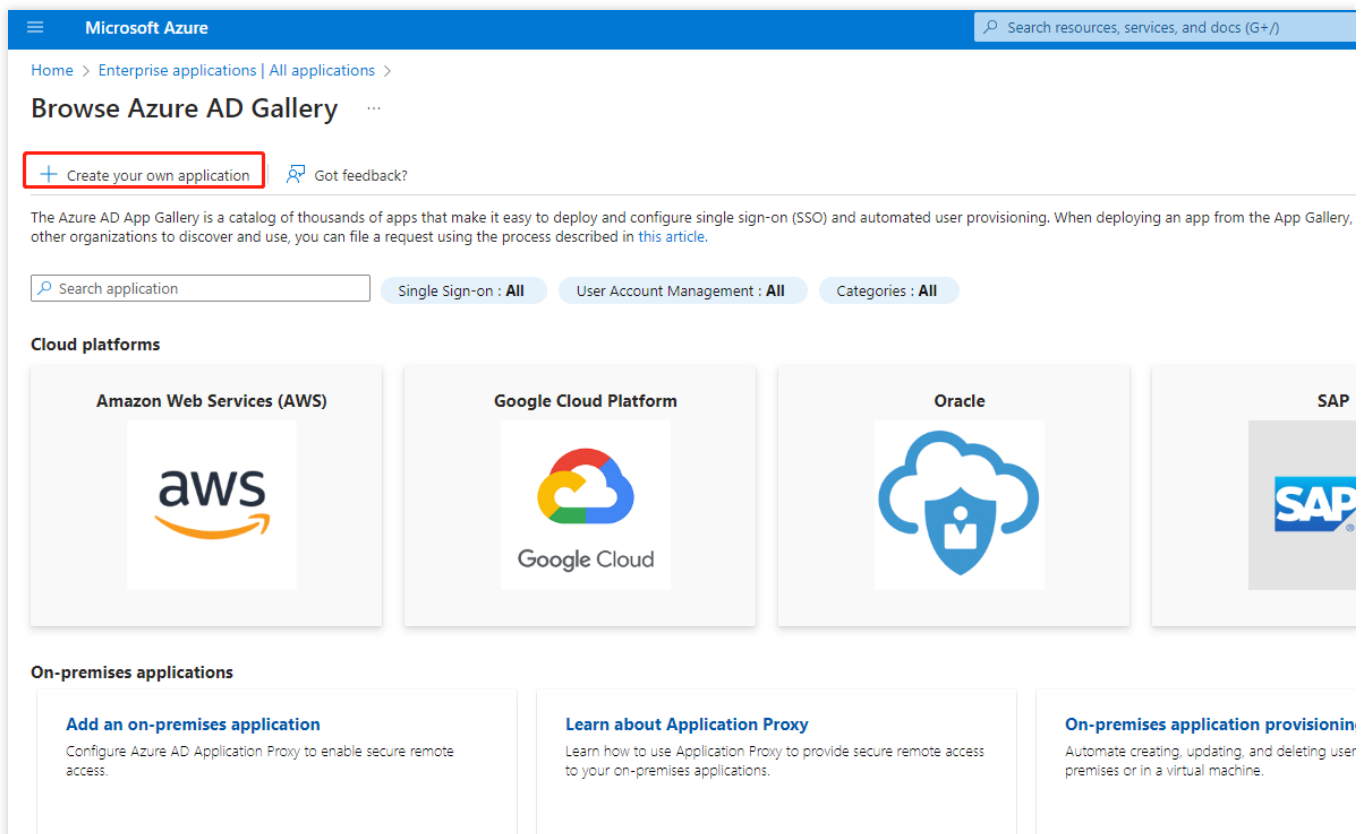 Microsoft Azure
Search resources, services, and docs (G+/)
Home > Enterprise applications | All applications >
Browse Azure AD Gallery ...
+ Create your own application
Got feedback?
The Azure AD App Gallery is a catalog of thousands of apps that make it easy to deploy and configure single sign-on (SSO) and automated user provisioning. When deploying an app from the App Gallery,
other organizations to discover and use, you can file a request using the process described in this article.
Search application
Single Sign-on : All
User Account Management : All
Categories : All
Cloud platforms
Amazon Web Services (AWS)
aws
Google Cloud Platform
Google Cloud
Oracle
SAP
SAP
On-premises applications
Add an on-premises application
Configure Azure AD Application Proxy to enable secure remote
access.
Learn about Application Proxy
Learn how to use Application Proxy to provide secure remote access
to your on-premises applications.
On-premises application provisioning
Automate creating, updating, and deleting user
premises or in a virtual machine.